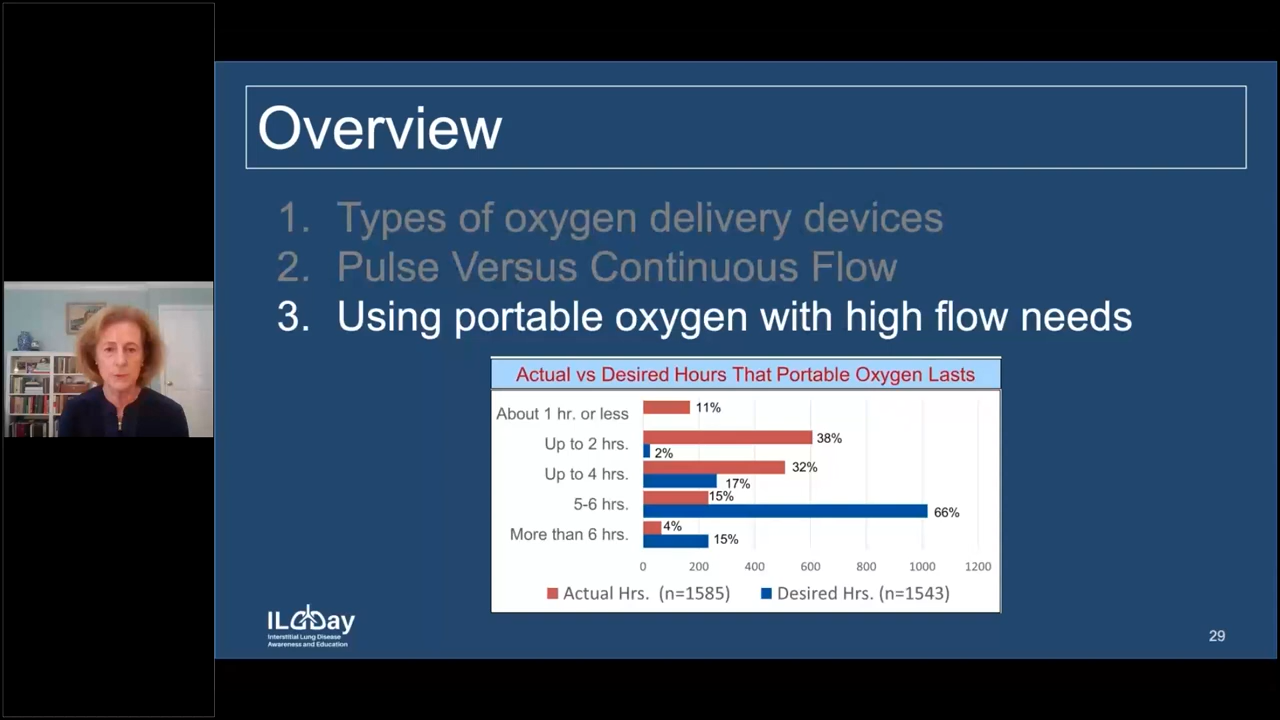 Overview
1. Types of oxygen delivery devices
2. Pulse Versus Continuous Flow
3. Using portable oxygen with high flow needs
Actual vs Desired Hours That Portable Oxygen Lasts
About 1 hr. or less 11%
Up to 2 hrs. 38%
2%
Up to 4 hrs. 32%
17%
5-6 hrs. 15%
66%
More than 6 hrs. 4%
15%
0 200 400 600 800 1000 1200
Actual Hrs. (n=1585) Desired Hrs. (n=1543)
ILDDay
Interstitial Lung Disease
Awareness and Education
29